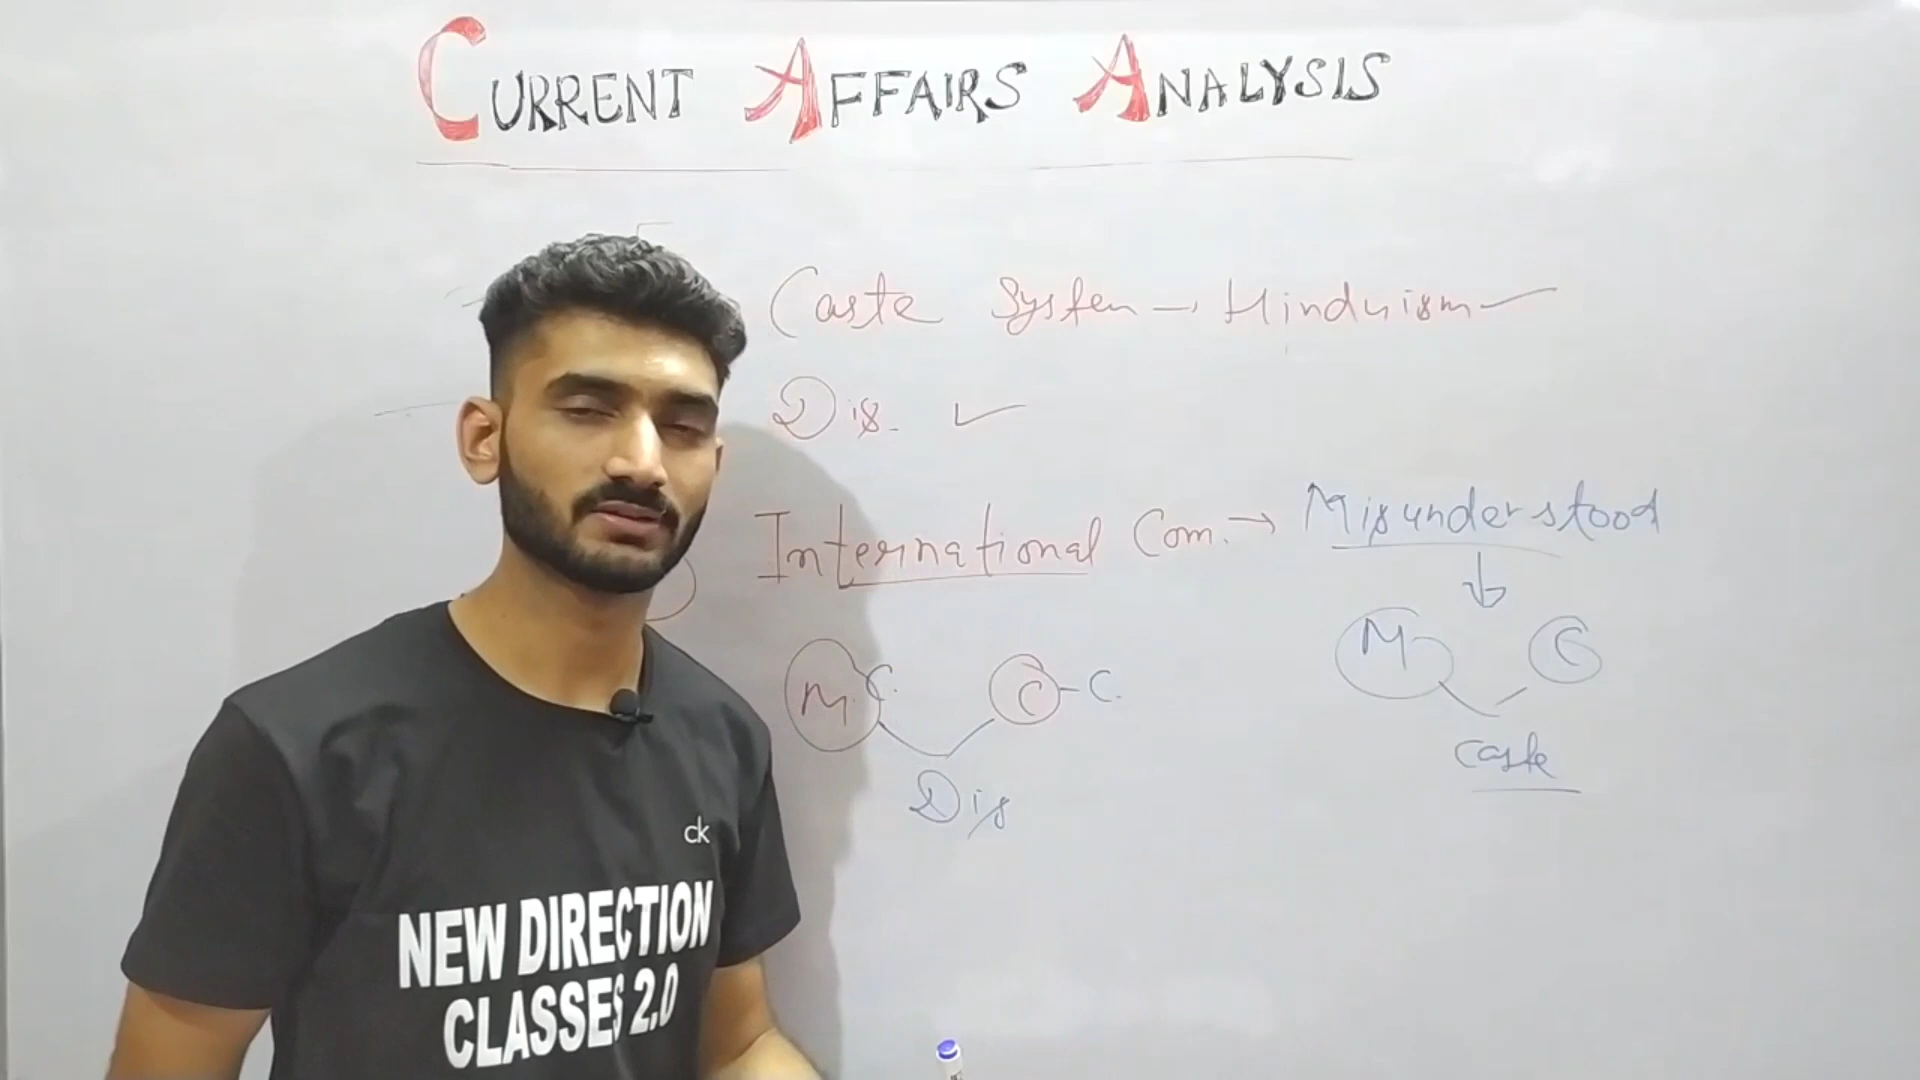 CURRENT AFFAIRS ANALYSIS
Caste System → Hinduism
Dis. ✓
International Com. → Misunderstood
M C. C - C.
M C
Dis
Caste
ck
NEW DIRECTION
CLASSES 2.0